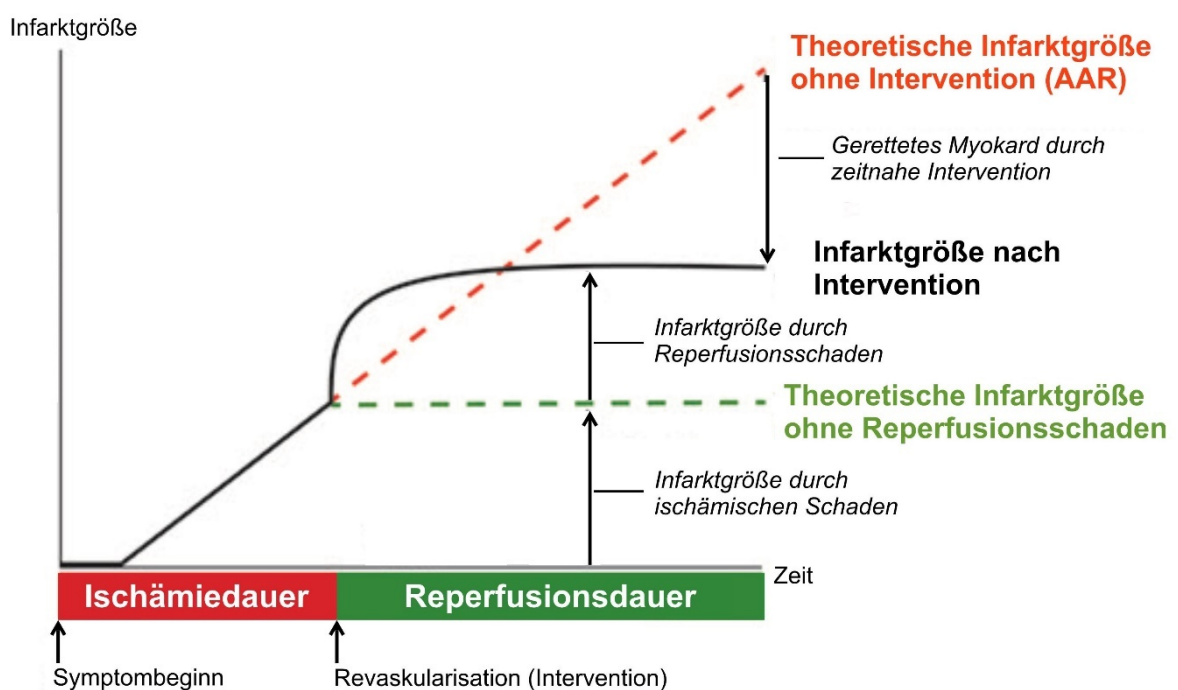 Infarktgröße
Theoretische Infarktgröße
ohne Intervention (AAR)
Gerettetes Myokard durch
zeitnahe Intervention
Infarktgröße nach
Intervention
Infarktgröße durch
Reperfusionsschaden
Theoretische Infarktgröße
ohne Reperfusionsschaden
Infarktgröße durch
ischämischen Schaden
Zeit
Ischämiedauer
Reperfusionsdauer
Symptombeginn
Revaskularisation (Intervention)